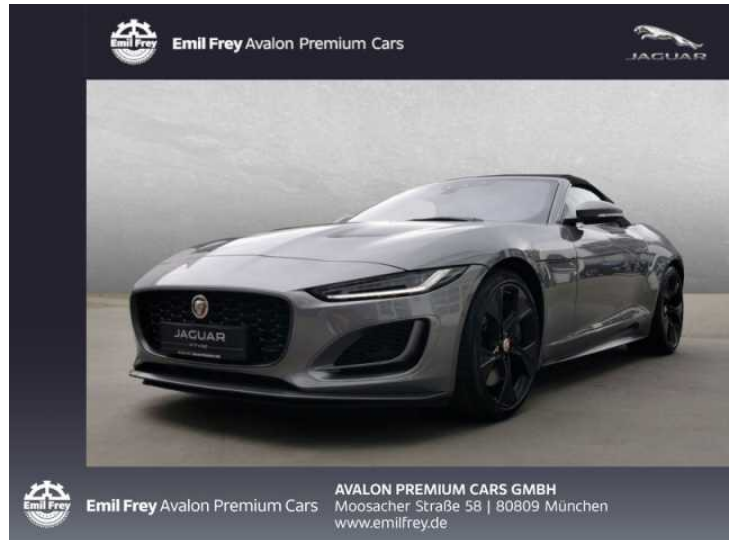 Emil Frey
Emil Frey Avalon Premium Cars
JAGUAR
JAGUAR
F-TYPE
Emil Frey
Emil Frey Avalon Premium Cars
AVALON PREMIUM CARS GMBH
Moosacher Straße 58 | 80809 München
www.emilfrey.de